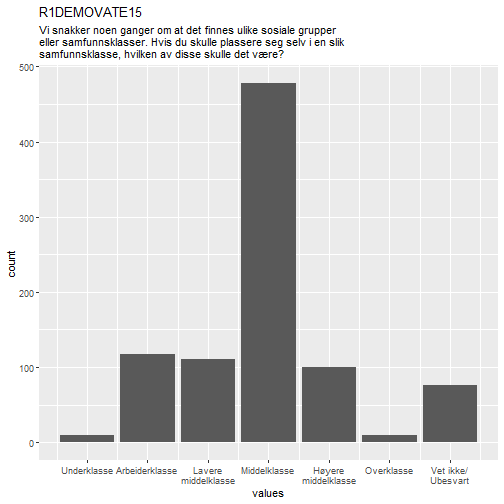 R1DEMOVATE15
Vi snakker noen ganger om at det finnes ulike sosiale grupper
eller samfunnsklasser. Hvis du skulle plassere seg selv i en slik
samfunnsklasse, hvilken av disse skulle det være?
500
400
300
200
100
0
count
Underklasse
Arbeiderklasse
Lavere
middelklasse
Middelklasse
Høyere
middelklasse
Overklasse
Vet ikke/
Ubesvart
values